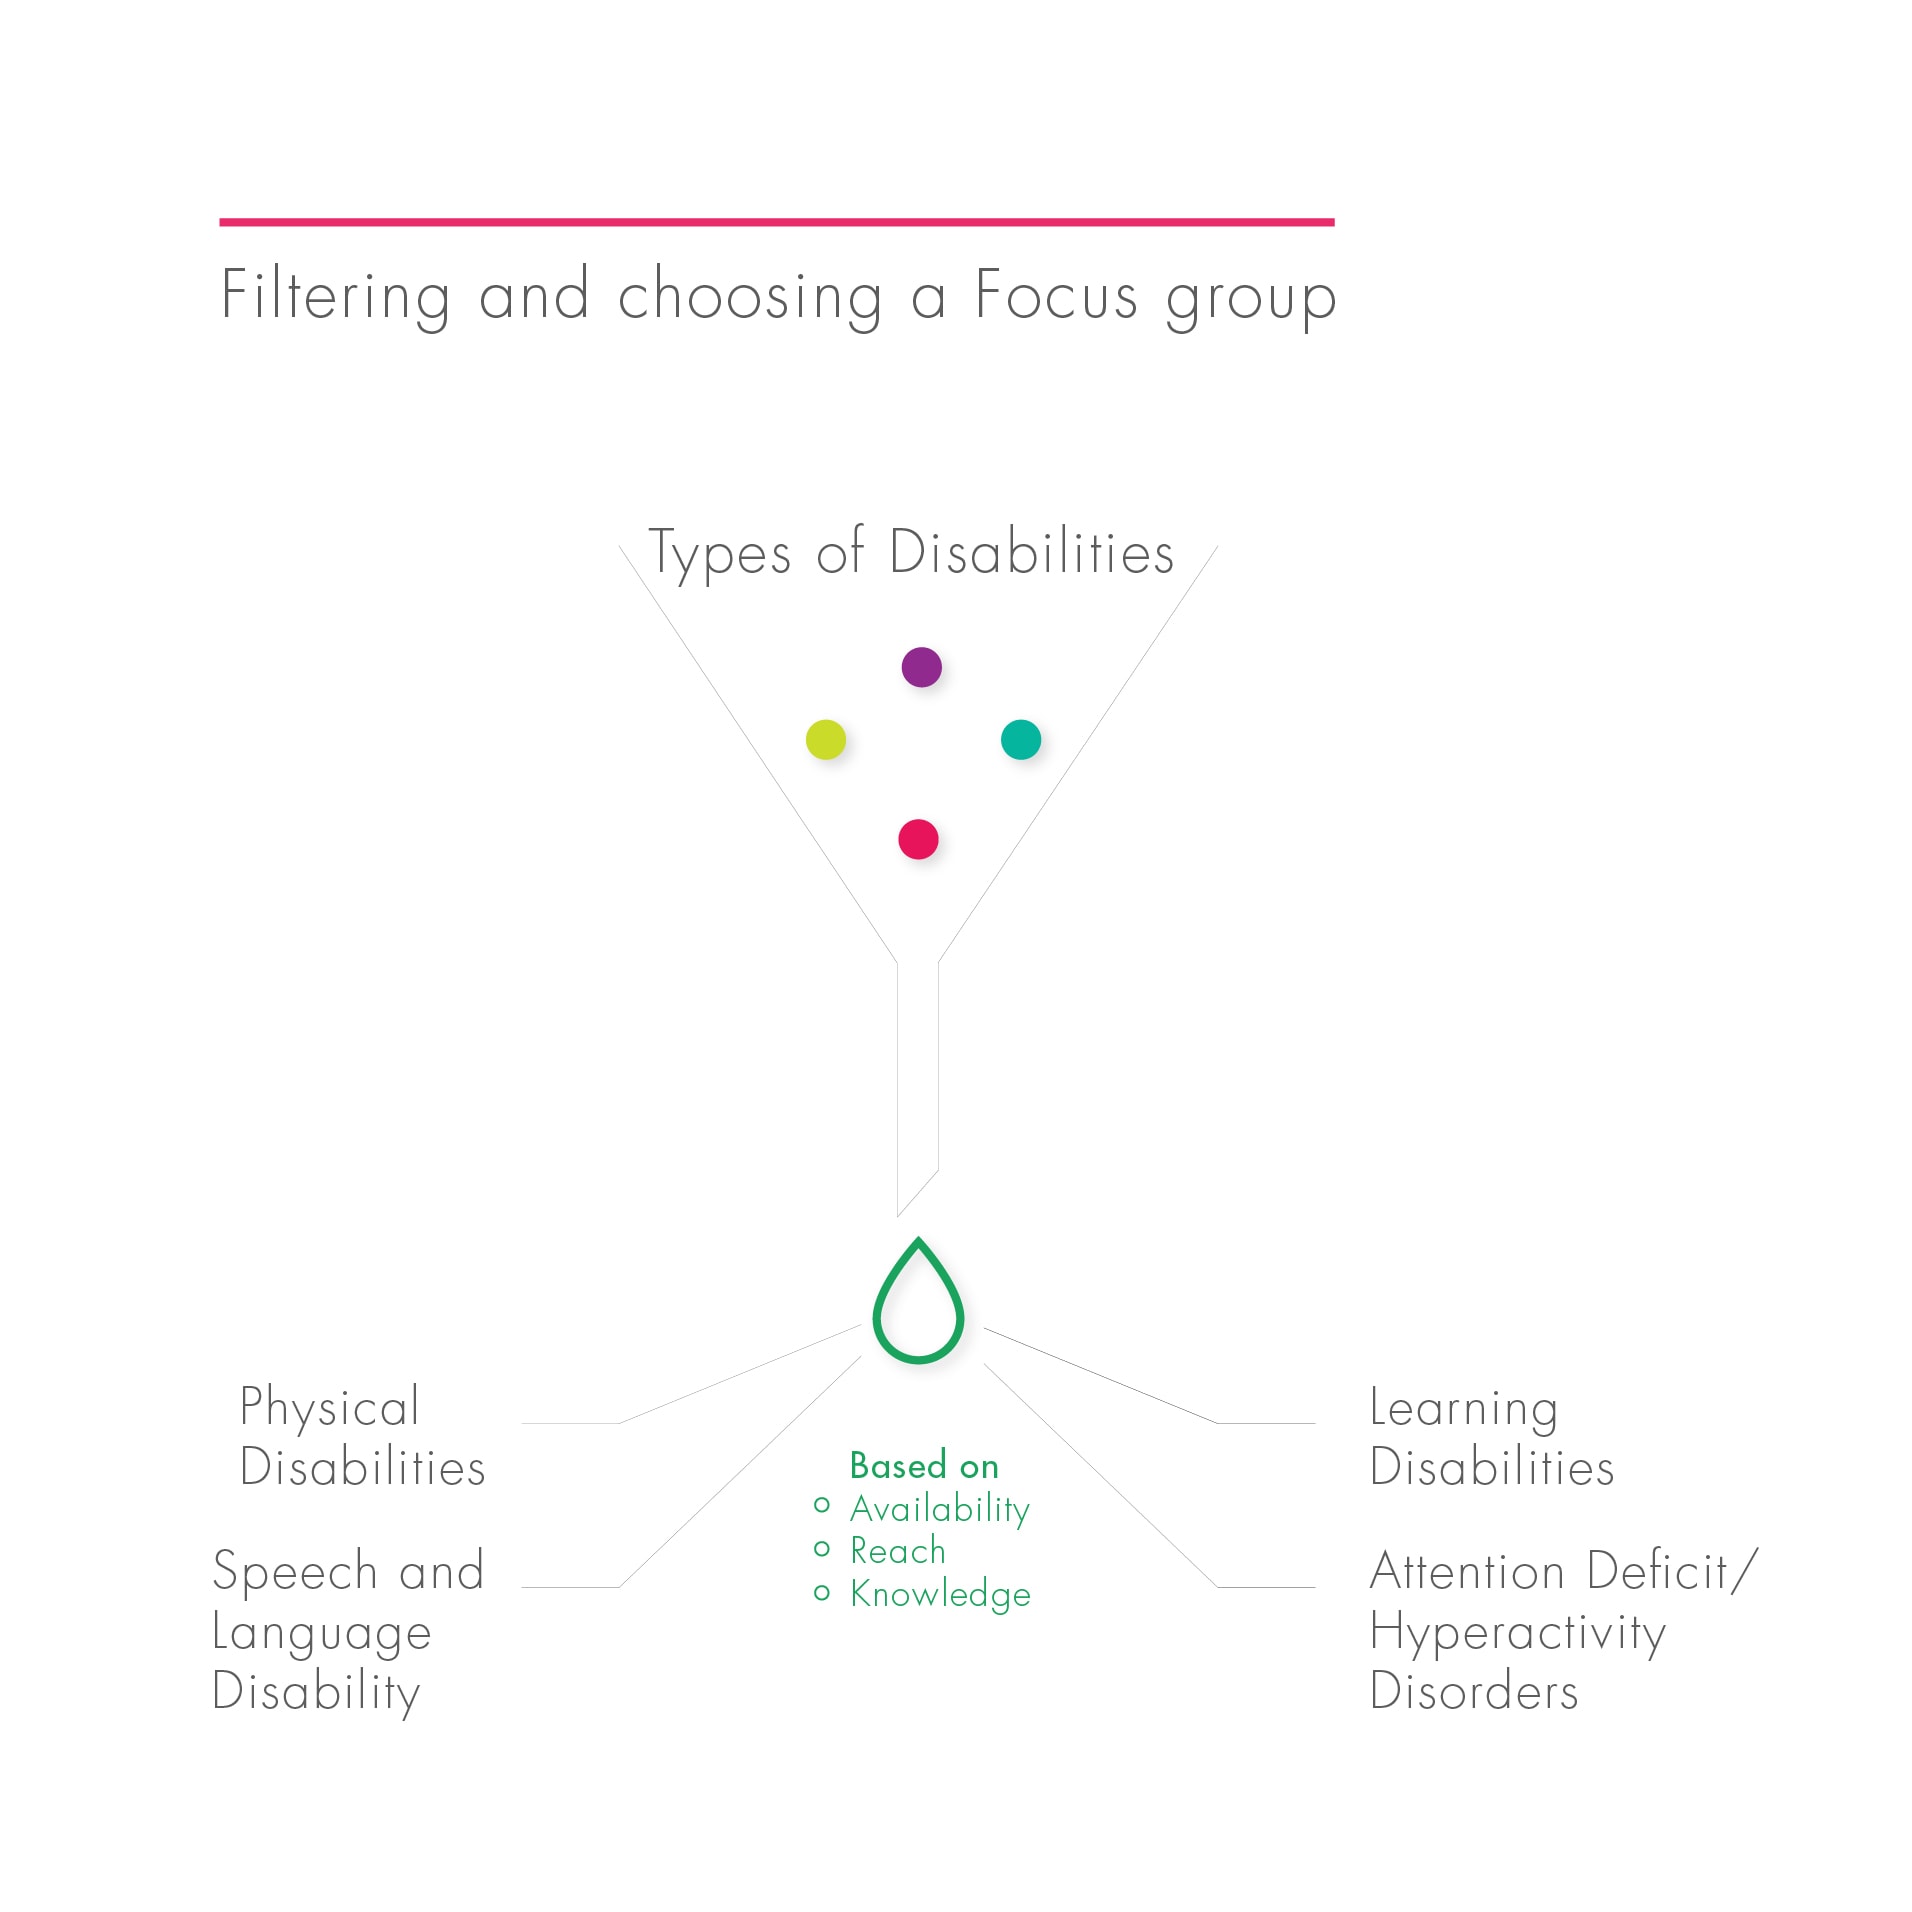 Filtering and choosing a Focus group
Types of Disabilities
Physical
Disabilities
Speech and
Language
Disability
Based on
Availability
Reach
Knowledge
Learning
Disabilities
Attention Deficit/
Hyperactivity
Disorders